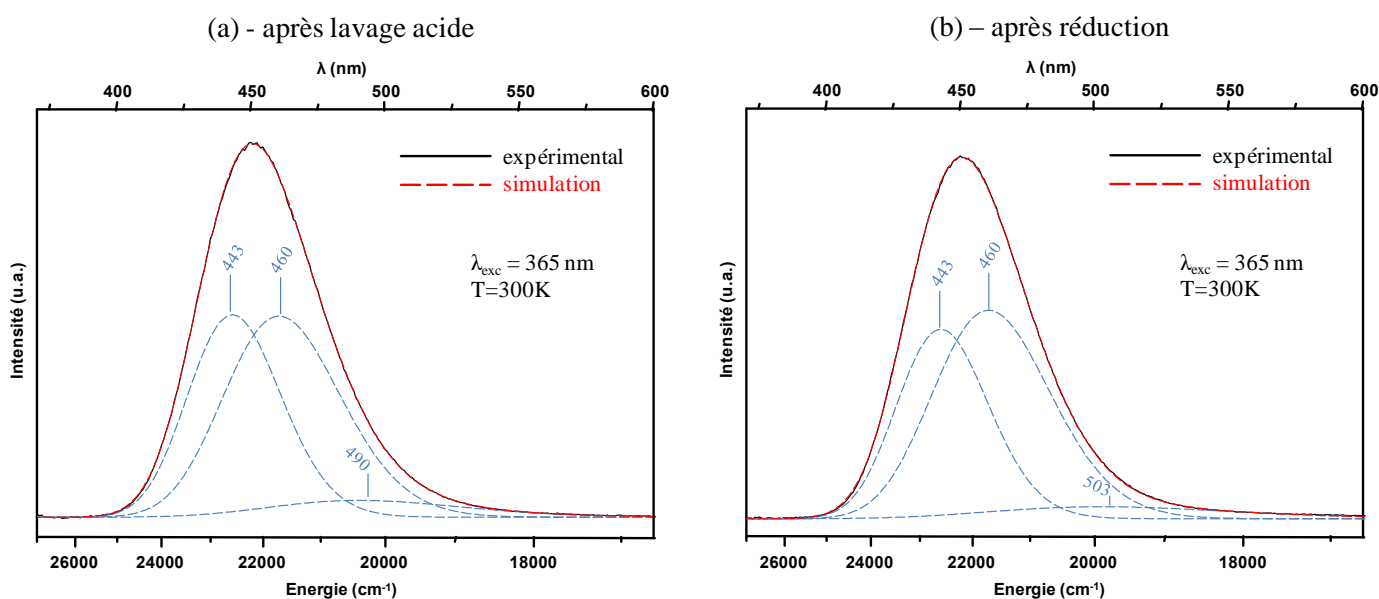 (a) - après lavage acide
λ (nm)
400 450 500 550 600
expérimental
simulation
443
460
λexc = 365 nm
T=300K
490
Intensité (u.a.)
26000 24000 22000 20000 18000
Energie (cm-1)
(b) – après réduction
λ (nm)
400 450 500 550 600
expérimental
simulation
443
460
λexc = 365 nm
T=300K
503
Intensité (u.a.)
26000 24000 22000 20000 18000
Energie (cm-1)